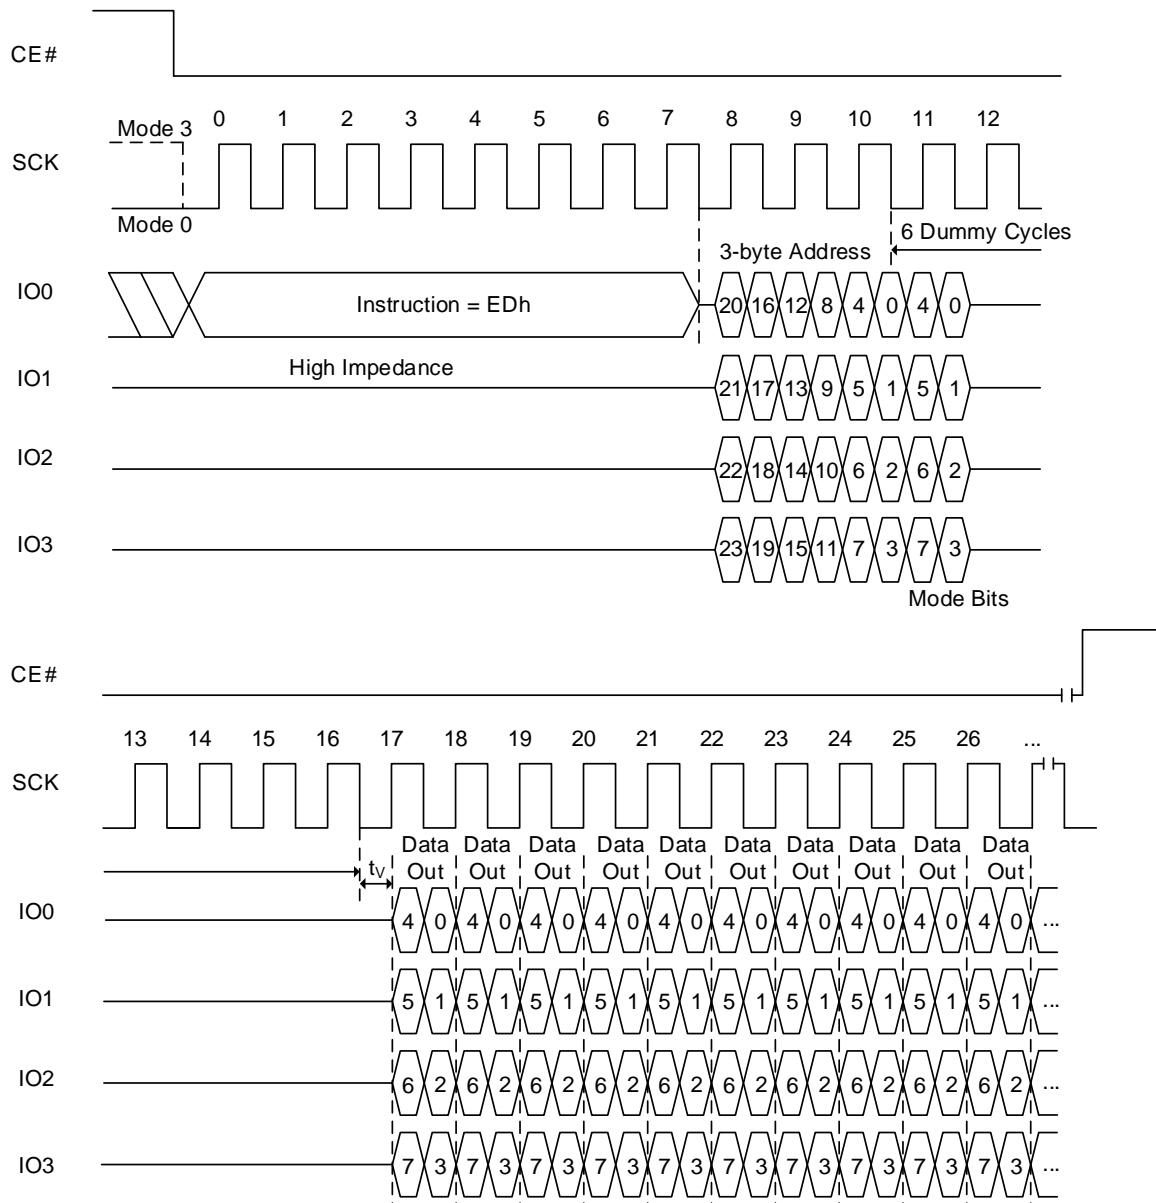 CE#
0 1 2 3 4 5 6 7 8 9 10 11 12
Mode 3
SCK
Mode 0
6 Dummy Cycles
3-byte Address
IO0 Instruction = EDh 20 16 12 8 4 0 4 0
High Impedance
IO1 21 17 13 9 5 1 5 1
IO2 22 18 14 10 6 2 6 2
IO3 23 19 15 11 7 3 7 3
Mode Bits
CE#
13 14 15 16 17 18 19 20 21 22 23 24 25 26 ...
SCK
Data Data Data Data Data Data Data Data Data Data
tV Out Out Out Out Out Out Out Out Out Out
IO0 4 0 4 0 4 0 4 0 4 0 4 0 4 0 4 0 4 0 4 0 ...
IO1 5 1 5 1 5 1 5 1 5 1 5 1 5 1 5 1 5 1 5 1 ...
IO2 6 2 6 2 6 2 6 2 6 2 6 2 6 2 6 2 6 2 6 2 ...
IO3 7 3 7 3 7 3 7 3 7 3 7 3 7 3 7 3 7 3 7 3 ...